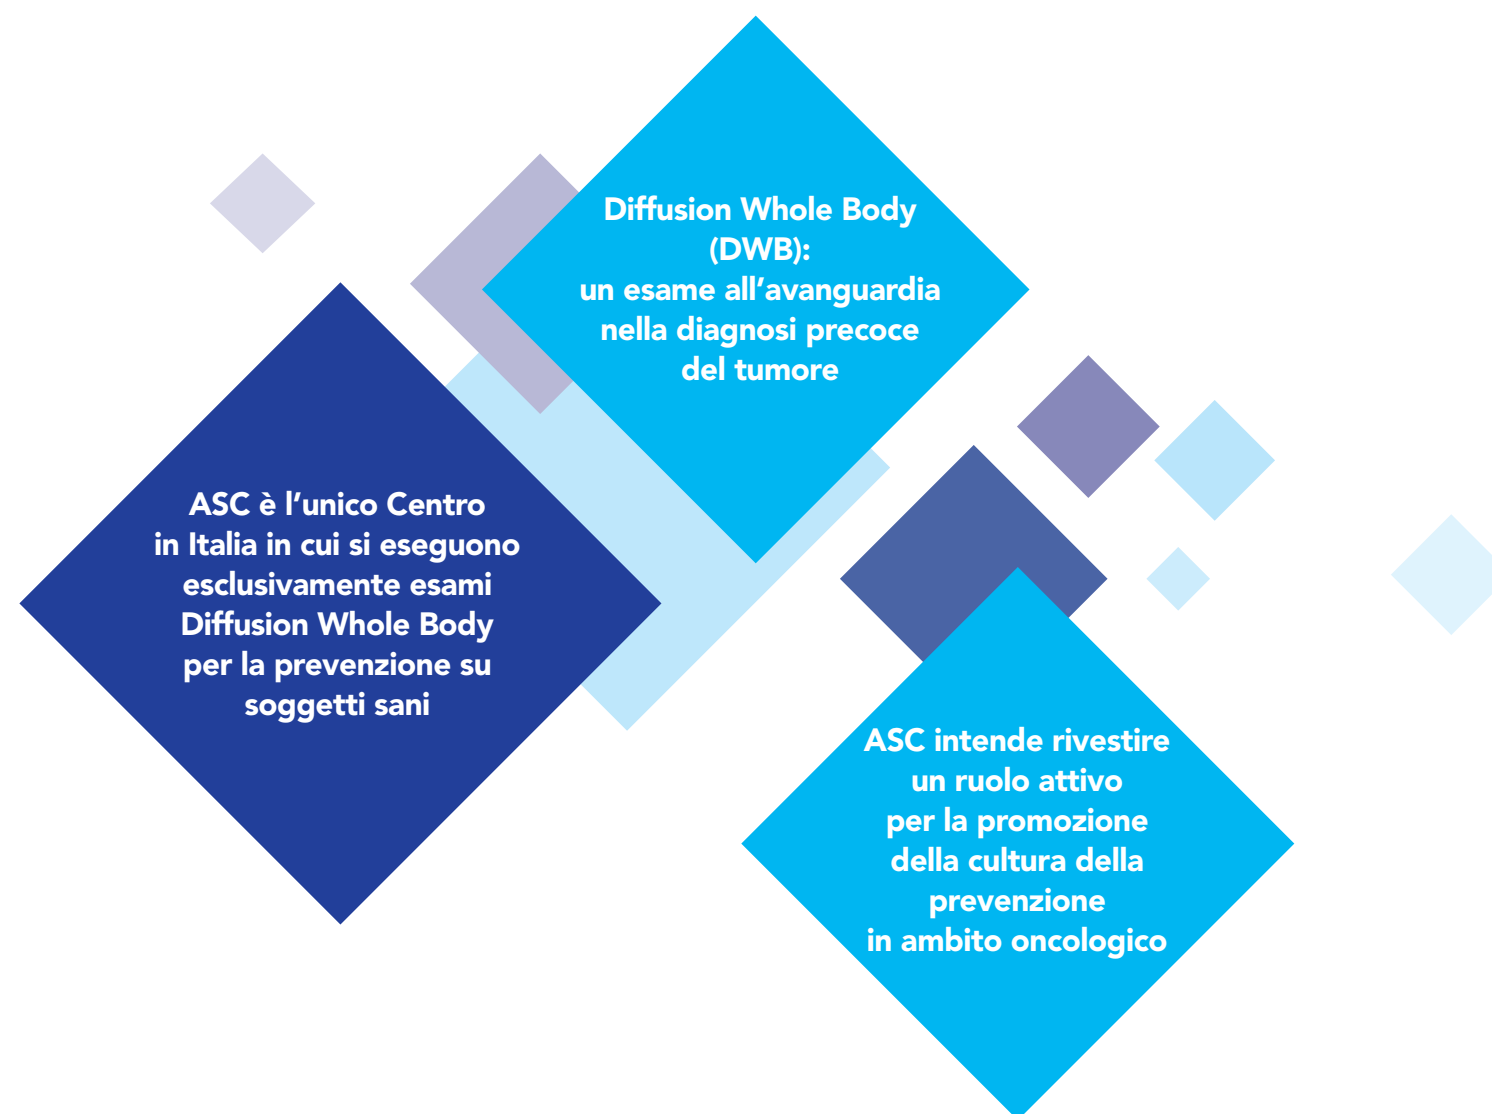 Diffusion Whole Body
(DWB):
un esame all’avanguardia
nella diagnosi precoce
del tumore
ASC è l’unico Centro
in Italia in cui si eseguono
esclusivamente esami
Diffusion Whole Body
per la prevenzione su
soggetti sani
ASC intende rivestire
un ruolo attivo
per la promozione
della cultura della
prevenzione
in ambito oncologico